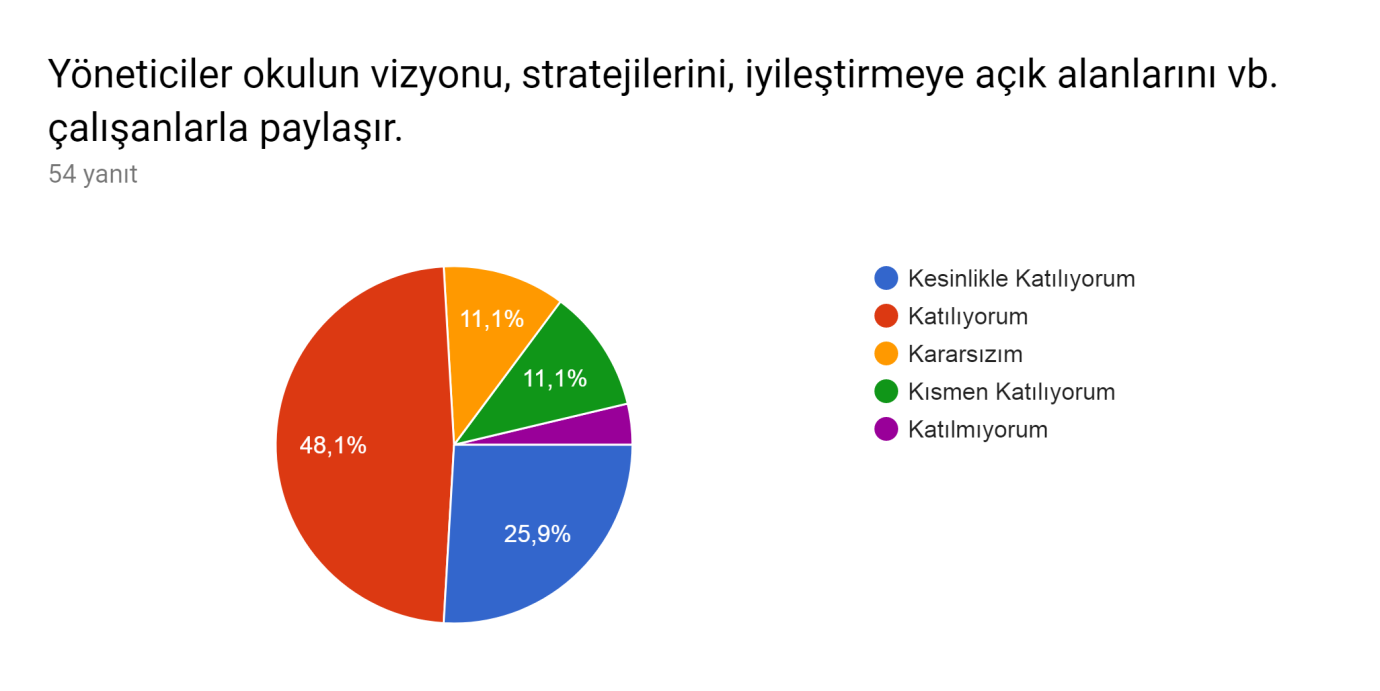 Yöneticiler okulun vizyonu, stratejilerini, iyileştirmeye açık alanlarını vb.
çalışanlarla paylaşır.
54 yanıt
11,1%
11,1%
48,1%
25,9%
Kesinlikle Katılıyorum
Katılıyorum
Kararsızım
Kısmen Katılıyorum
Katılmıyorum